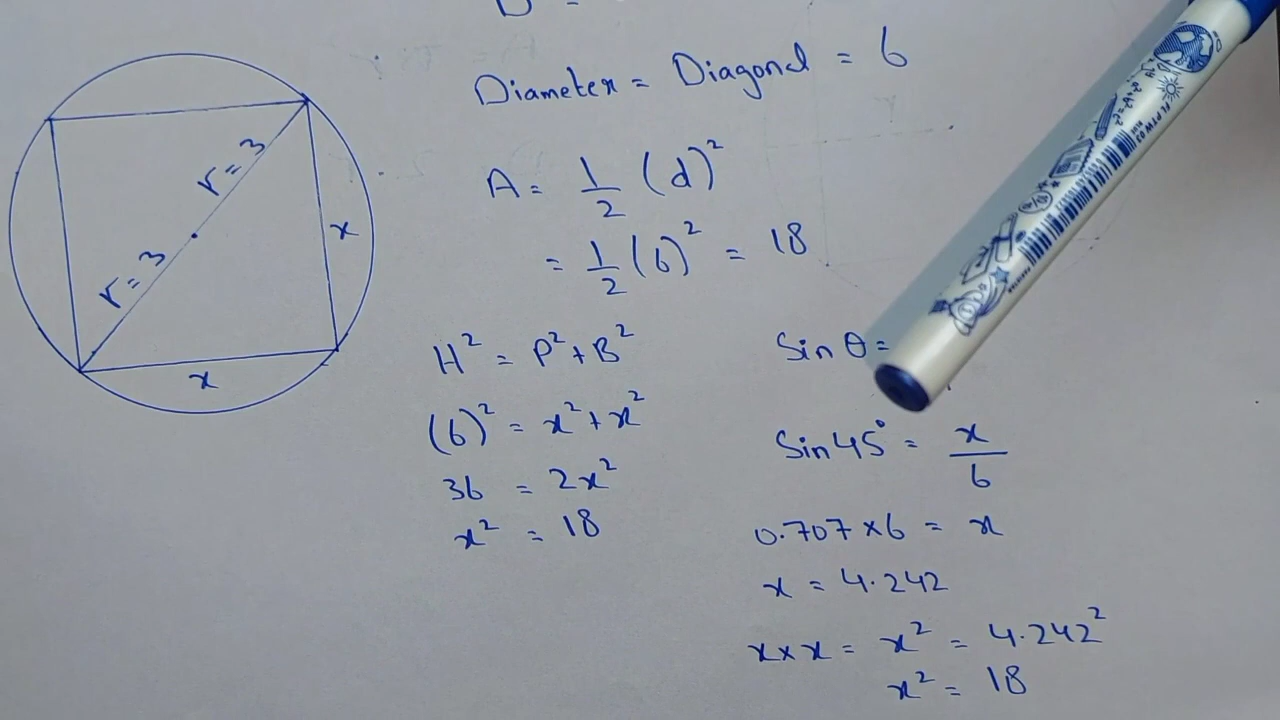 D =
Diameter = Diagonal = 6
r = 3
r = 3
x
x
A = 1/2 (d)²
= 1/2 (6)² = 18
H² = P² + B²
(6)² = x² + x²
36 = 2x²
x² = 18
Sin θ =
Sin 45° = x/6
0.707 × 6 = x
x = 4.242
x × x = x² = 4.242²
x² = 18